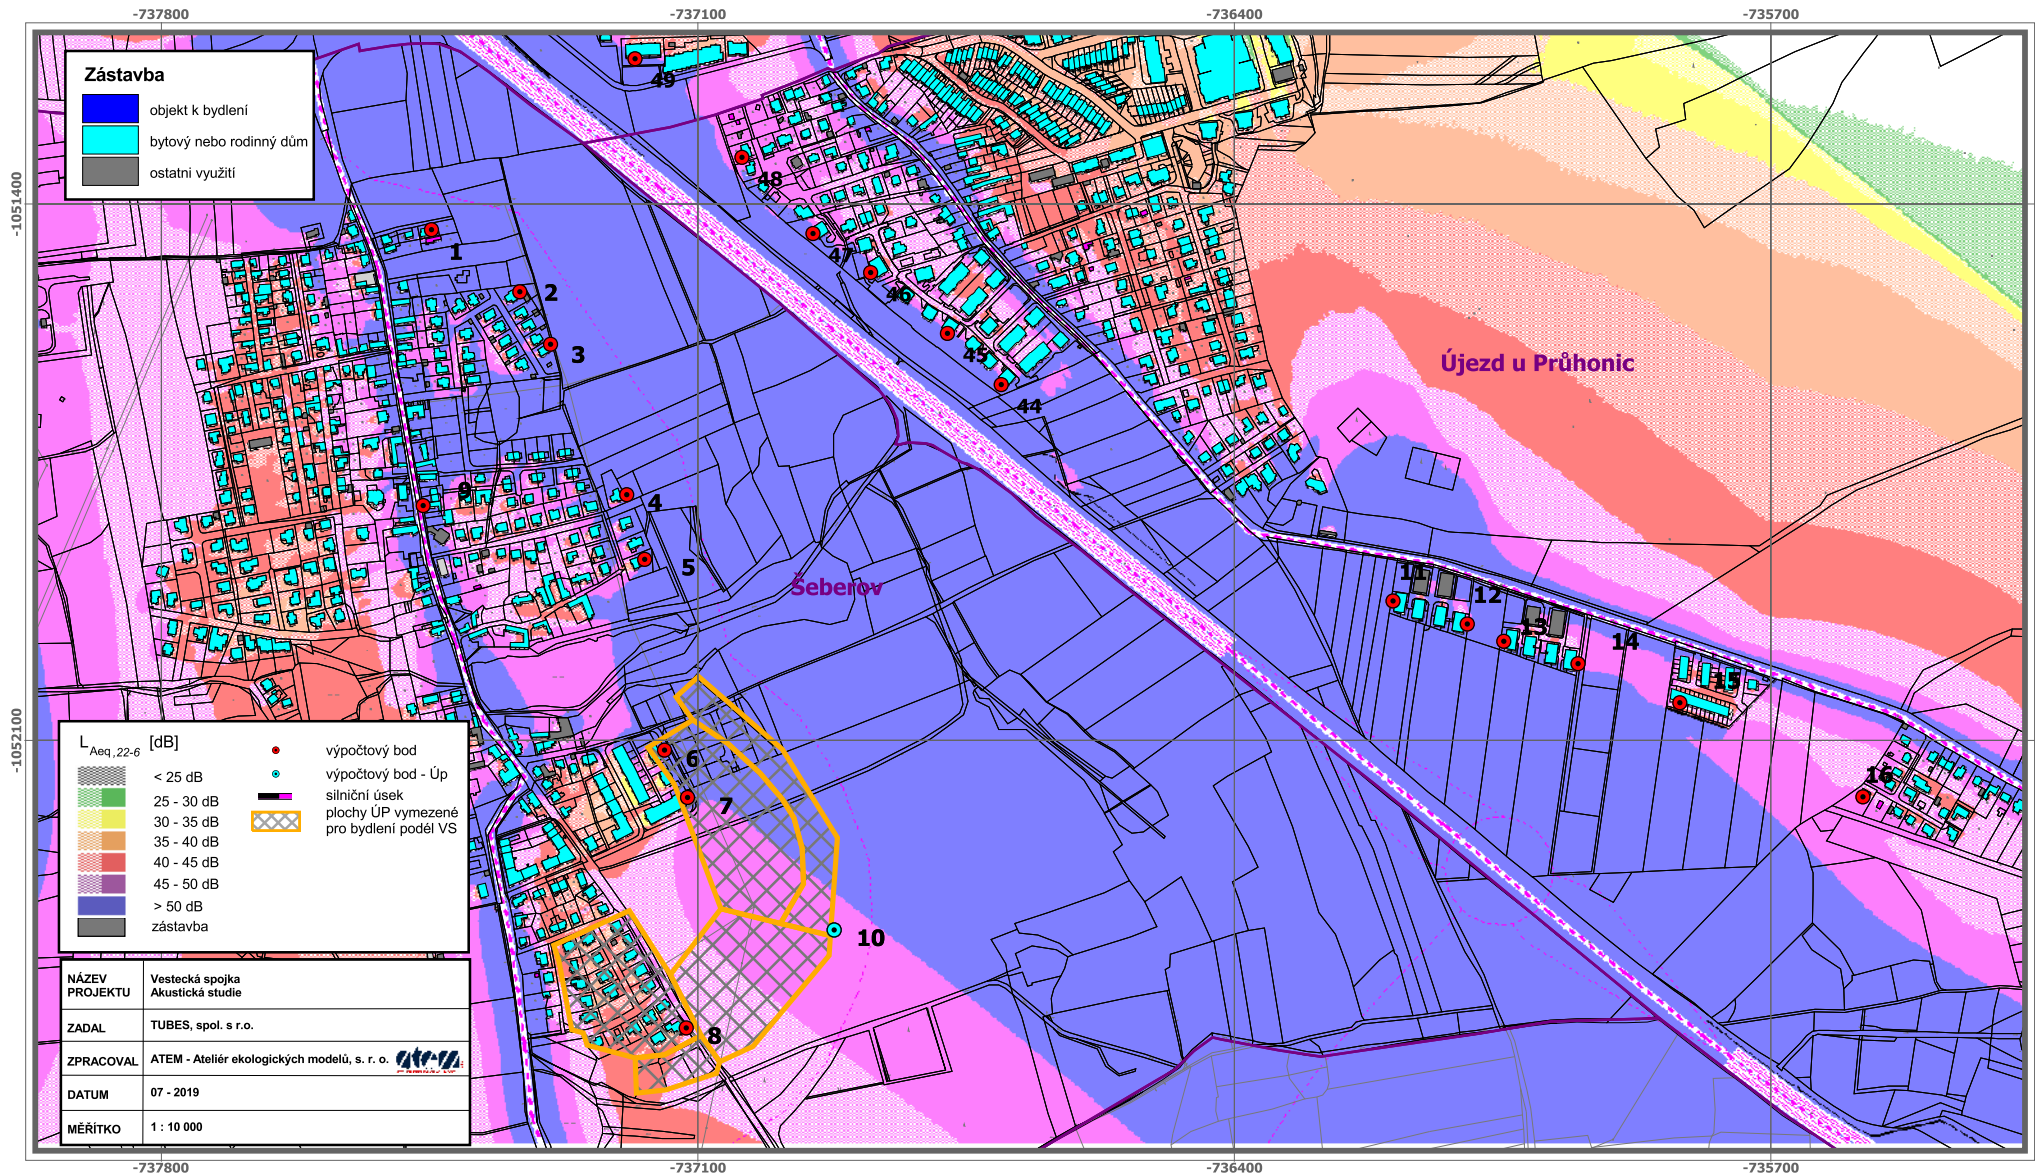 -737800
-737100
-736400
-735700
-1051400
-1052100
Zástavba
objekt k bydlení
bytový nebo rodinný dům
ostatni využití
49
48
47
46
45
44
1
2
3
4
5
9
Šeberov
Újezd u Průhonic
11
12
13
14
15
16
6
7
10
8
LAeq,22-6 [dB]
< 25 dB
25 - 30 dB
30 - 35 dB
35 - 40 dB
40 - 45 dB
45 - 50 dB
> 50 dB
zástavba
výpočtový bod
výpočtový bod - Úp
silniční úsek
plochy ÚP vymezené
pro bydlení podél VS
NÁZEV
PROJEKTU
Vestecká spojka
Akustická studie
ZADAL
TUBES, spol. s r.o.
ZPRACOVAL
ATEM - Ateliér ekologických modelů, s. r. o.
atem
DATUM
07 - 2019
MĚŘÍTKO
1 : 10 000
-737800
-737100
-736400
-735700